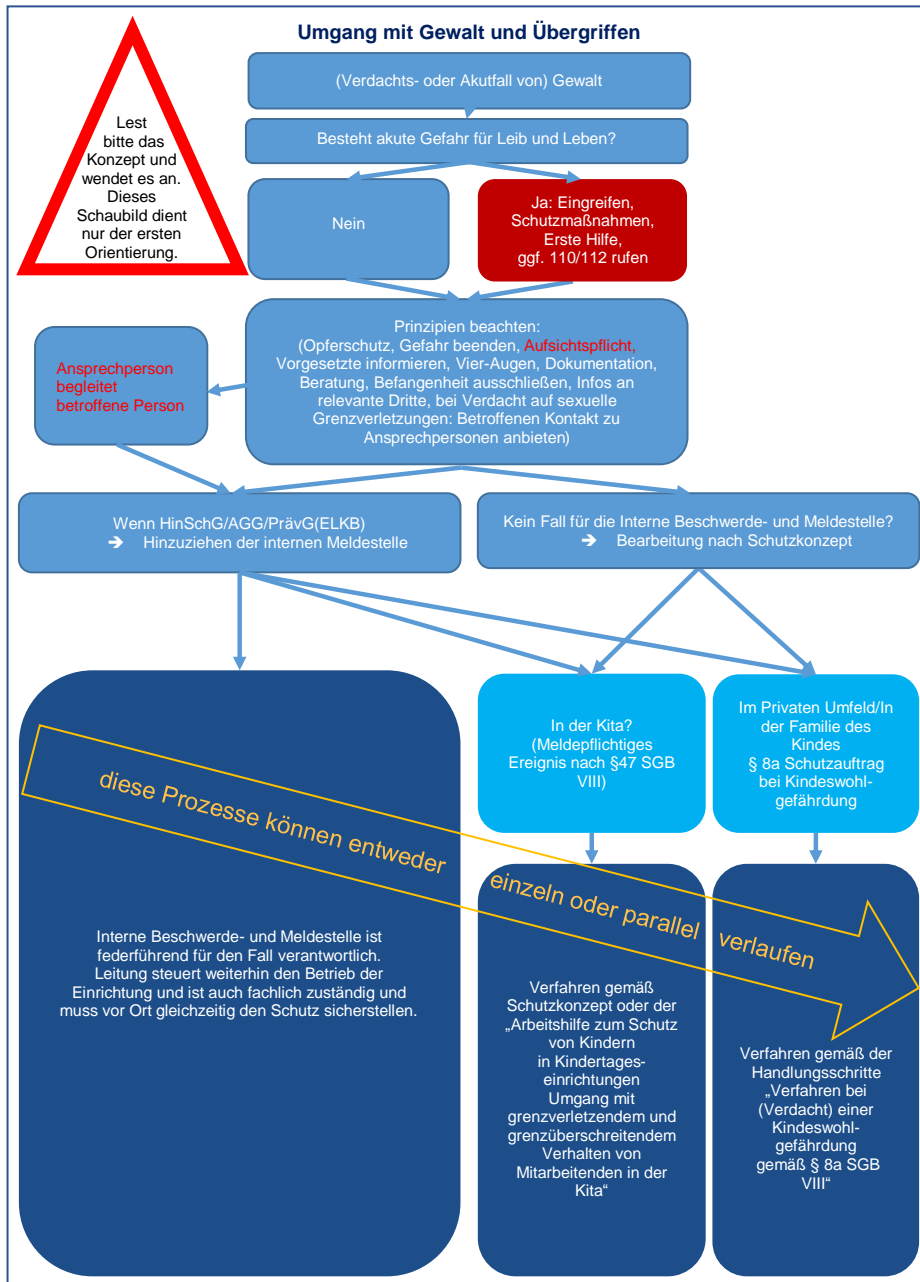 Umgang mit Gewalt und Übergriffen
(Verdachts- oder Akutfall von) Gewalt
Lest
bitte das
Konzept und
wendet es an.
Dieses
Schaubild dient
nur der ersten
Orientierung.
Besteht akute Gefahr für Leib und Leben?
Nein
Ja: Eingreifen,
Schutzmaßnahmen,
Erste Hilfe,
ggf. 110/112 rufen
Prinzipien beachten:
(Opferschutz, Gefahr beenden, Aufsichtspflicht,
Vorgesetzte informieren, Vier-Augen, Dokumentation,
Beratung, Befangenheit ausschließen, Infos an
relevante Dritte, bei Verdacht auf sexuelle
Grenzverletzungen: Betroffenen Kontakt zu
Ansprechpersonen anbieten)
Ansprechperson
begleitet
betroffene Person
Wenn HinSchG/AGG/PrävG(ELKB)
➔ Hinzuziehen der internen Meldestelle
Kein Fall für die Interne Beschwerde- und Meldestelle?
➔ Bearbeitung nach Schutzkonzept
In der Kita?
(Meldepflichtiges
Ereignis nach §47 SGB
VIII)
Im Privaten Umfeld/In
der Familie des
Kindes
§ 8a Schutzauftrag
bei Kindeswohl-
gefährdung
diese Prozesse können entweder einzeln oder parallel verlaufen
Interne Beschwerde- und Meldestelle ist
federführend für den Fall verantwortlich.
Leitung steuert weiterhin den Betrieb der
Einrichtung und ist auch fachlich zuständig und
muss vor Ort gleichzeitig den Schutz sicherstellen.
Verfahren gemäß
Schutzkonzept oder der
„Arbeitshilfe zum Schutz
von Kindern
in Kindertages-
einrichtungen
Umgang mit
grenzverletzendem und
grenzüberschreitendem
Verhalten von
Mitarbeitenden in der
Kita“
Verfahren gemäß der
Handlungsschritte
„Verfahren bei
(Verdacht) einer
Kindeswohl-
gefährdung
gemäß § 8a SGB
VIII“